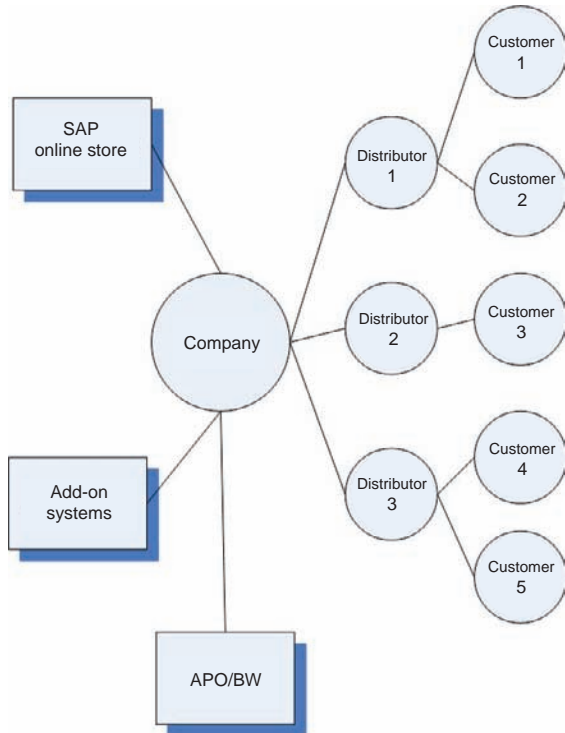 Customer
1
SAP
online store
Distributor
1
Customer
2
Company
Distributor
2
Customer
3
Customer
4
Add-on
systems
Distributor
3
Customer
5
APO/BW